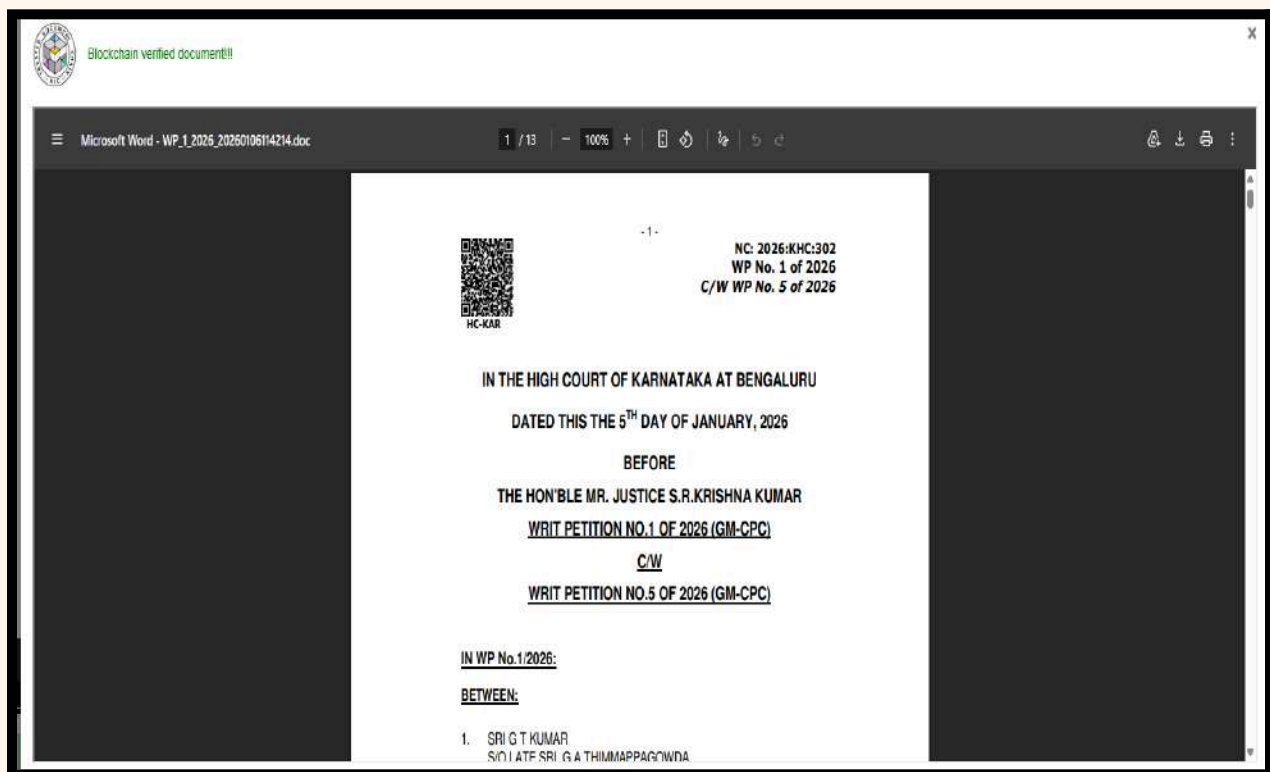 Blockchain verified document!!!
X
Microsoft Word - WP_1_2026_20260106114214.doc
1 / 13
100%
- 1 -
NC: 2026:KHC:302
WP No. 1 of 2026
C/W WP No. 5 of 2026
HC-KAR
IN THE HIGH COURT OF KARNATAKA AT BENGALURU
DATED THIS THE 5TH DAY OF JANUARY, 2026
BEFORE
THE HON'BLE MR. JUSTICE S.R.KRISHNA KUMAR
WRIT PETITION NO.1 OF 2026 (GM-CPC)
C/W
WRIT PETITION NO.5 OF 2026 (GM-CPC)
IN WP No.1/2026:
BETWEEN:
1. SRI G T KUMAR
S/O LATE SRI G A THIMMAPPAGOWDA